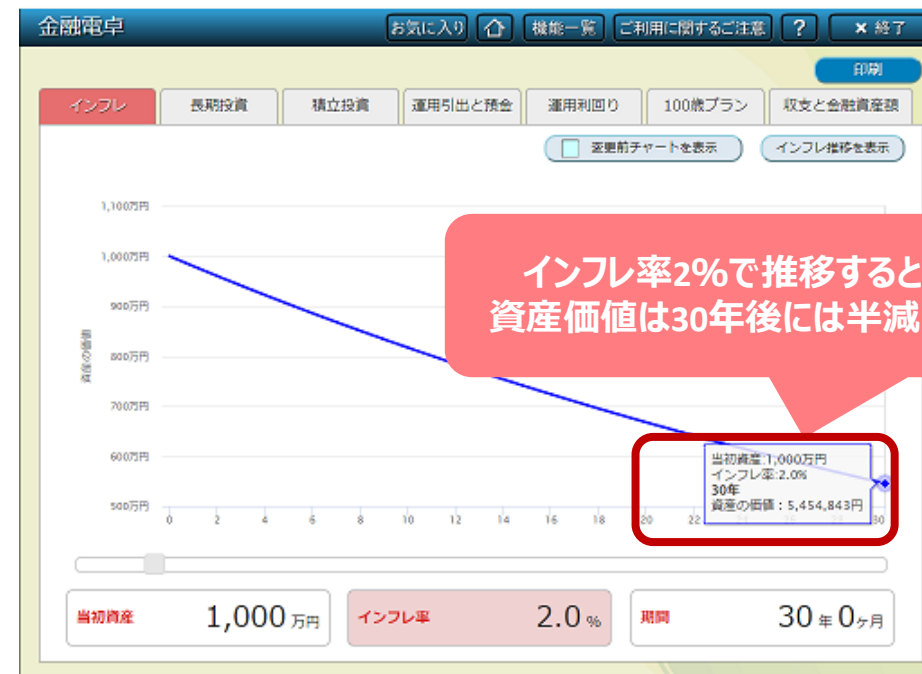 金融電卓
お気に入り 機能一覧 ご利用に関するご注意 ? × 終了
印刷
インフレ 長期投資 積立投資 運用引出と預金 運用利回り 100歳プラン 収支と金融資産額
変更前チャートを表示 インフレ推移を表示
1,100万円
1,000万円
900万円
800万円
700万円
600万円
500万円
資産の価値
インフレ率2%で推移すると
資産価値は30年後には半減
当初資産:1,000万円
インフレ率:2.0%
30年
資産の価値:5,454,843円
0 2 4 6 8 10 12 14 16 18 20 22 30
当初資産 1,000 万円 インフレ率 2.0 % 期間 30 年 0 ヶ月